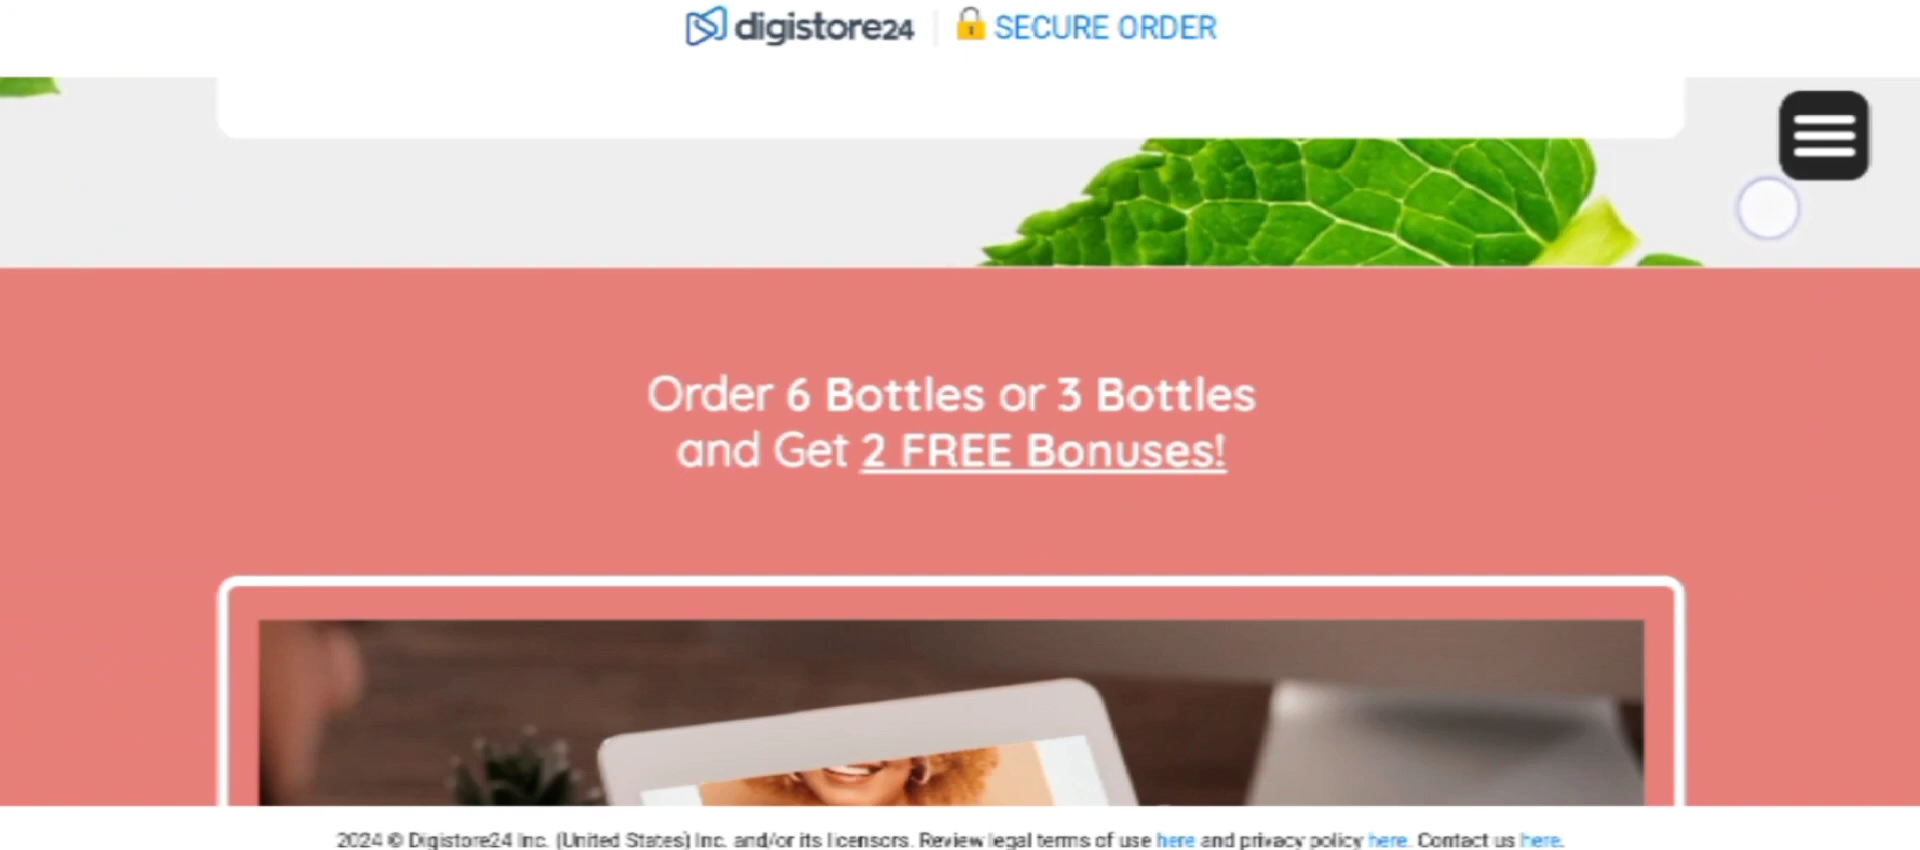 digistore24 SECURE ORDER
Order 6 Bottles or 3 Bottles
and Get 2 FREE Bonuses!
2024 © Digistore24 Inc. (United States) Inc. and/or its licensors. Review legal terms of use here and privacy policy here. Contact us here.